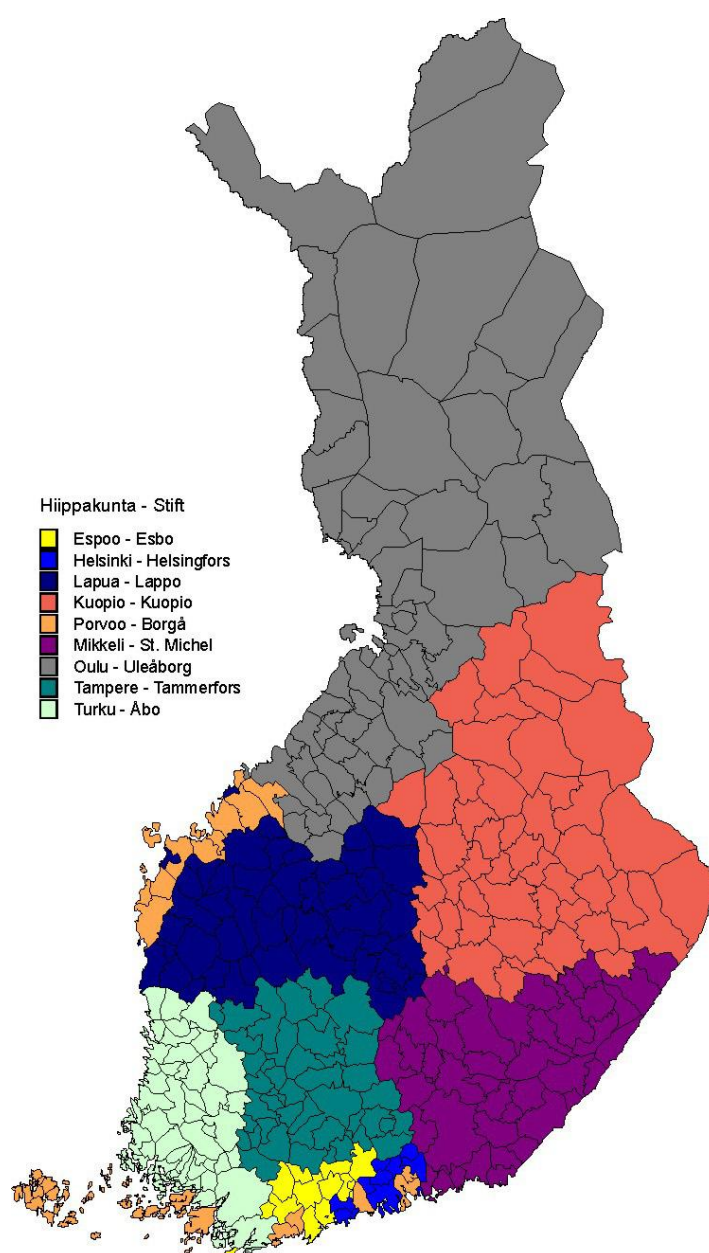 Hiippakunta - Stift
Espoo - Esbo
Helsinki - Helsingfors
Lapua - Lappo
Kuopio - Kuopio
Porvoo - Borgå
Mikkeli - St. Michel
Oulu - Uleåborg
Tampere - Tammerfors
Turku - Åbo